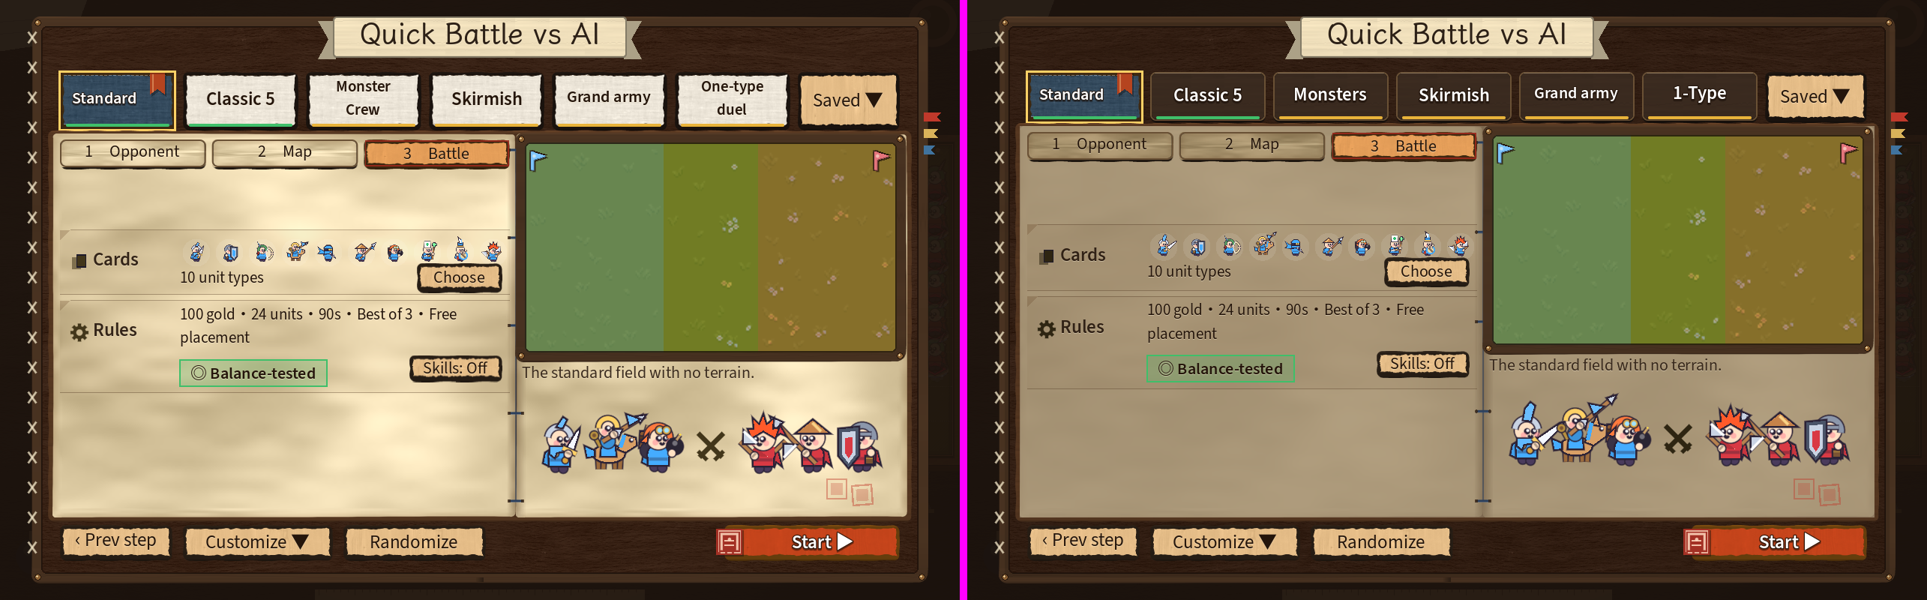 Quick Battle vs AI
Standard
Classic 5
Monster
Crew
Skirmish
Grand army
One-type
duel
Saved ▼
1 Opponent
2 Map
3 Battle
Cards
10 unit types
Choose
Rules
100 gold • 24 units • 90s • Best of 3 • Free
placement
◎ Balance-tested
Skills: Off
The standard field with no terrain.
‹ Prev step
Customize ▼
Randomize
Start ▶
Quick Battle vs AI
Standard
Classic 5
Monsters
Skirmish
Grand army
1-Type
Saved ▼
1 Opponent
2 Map
3 Battle
Cards
10 unit types
Choose
Rules
100 gold • 24 units • 90s • Best of 3 • Free
placement
◎ Balance-tested
Skills: Off
The standard field with no terrain.
‹ Prev step
Customize ▼
Randomize
Start ▶